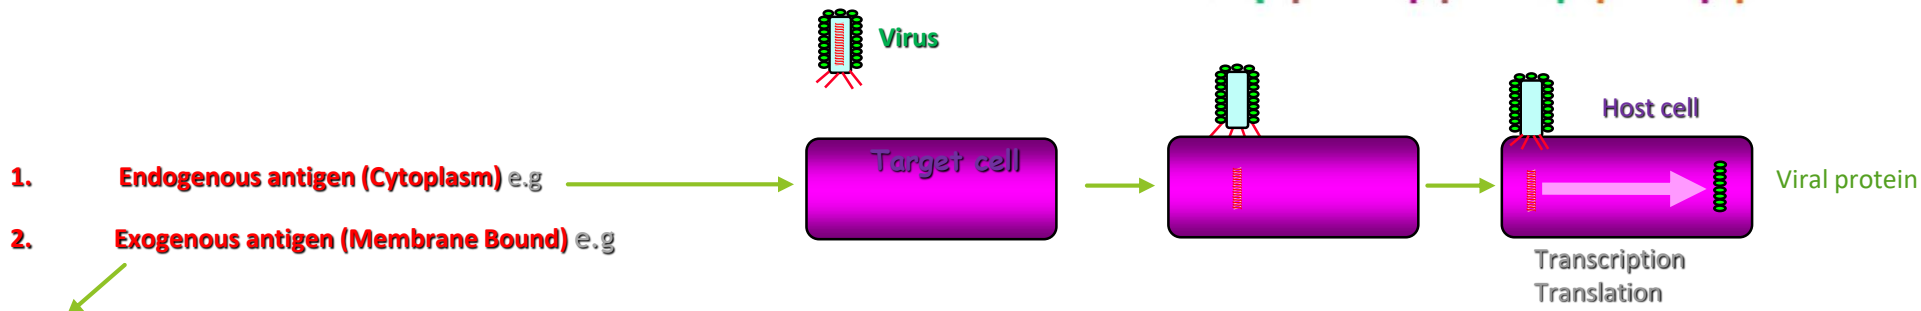 Virus
Host cell
Target cell
1. Endogenous antigen (Cytoplasm) e.g
Viral protein
2. Exogenous antigen (Membrane Bound) e.g
Transcription
Translation